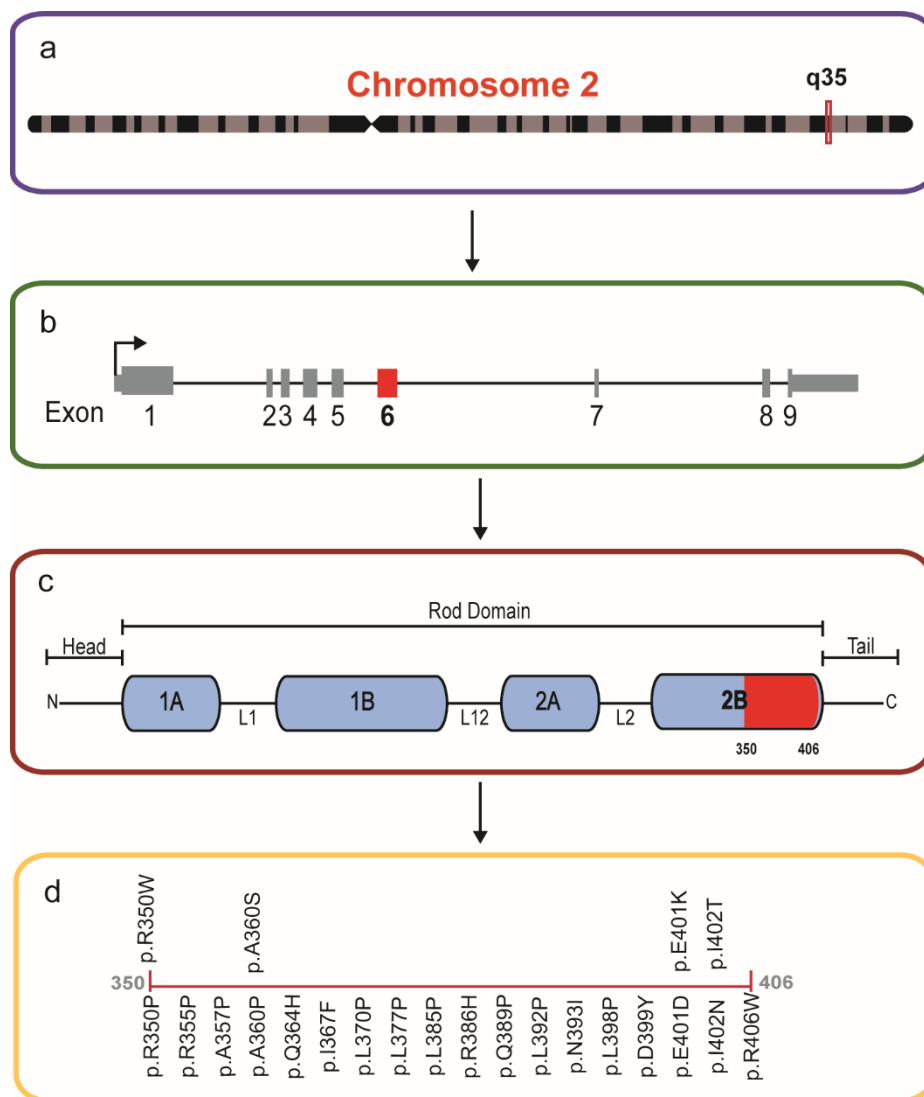 a
Chromosome 2
q35
b
Exon 1 2 3 4 5 6 7 8 9
c
Rod Domain
Head
Tail
N 1A L1 1B L12 2A L2 2B C
350 406
d
p.R350W p.A360S p.E401K p.I402T
350 406
p.R350P p.R355P p.A357P p.A360P p.Q364H p.I367F p.L370P p.L377P p.L385P p.R386H p.Q389P p.L392P p.N393I p.L398P p.D399Y p.E401D p.I402N p.R406W